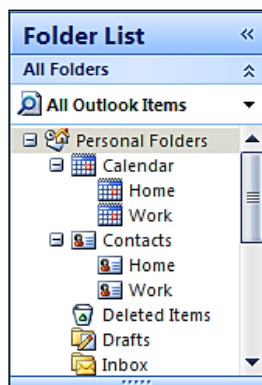 Folder List
All Folders
All Outlook Items
Personal Folders
Calendar
Home
Work
Contacts
Home
Work
Deleted Items
Drafts
Inbox